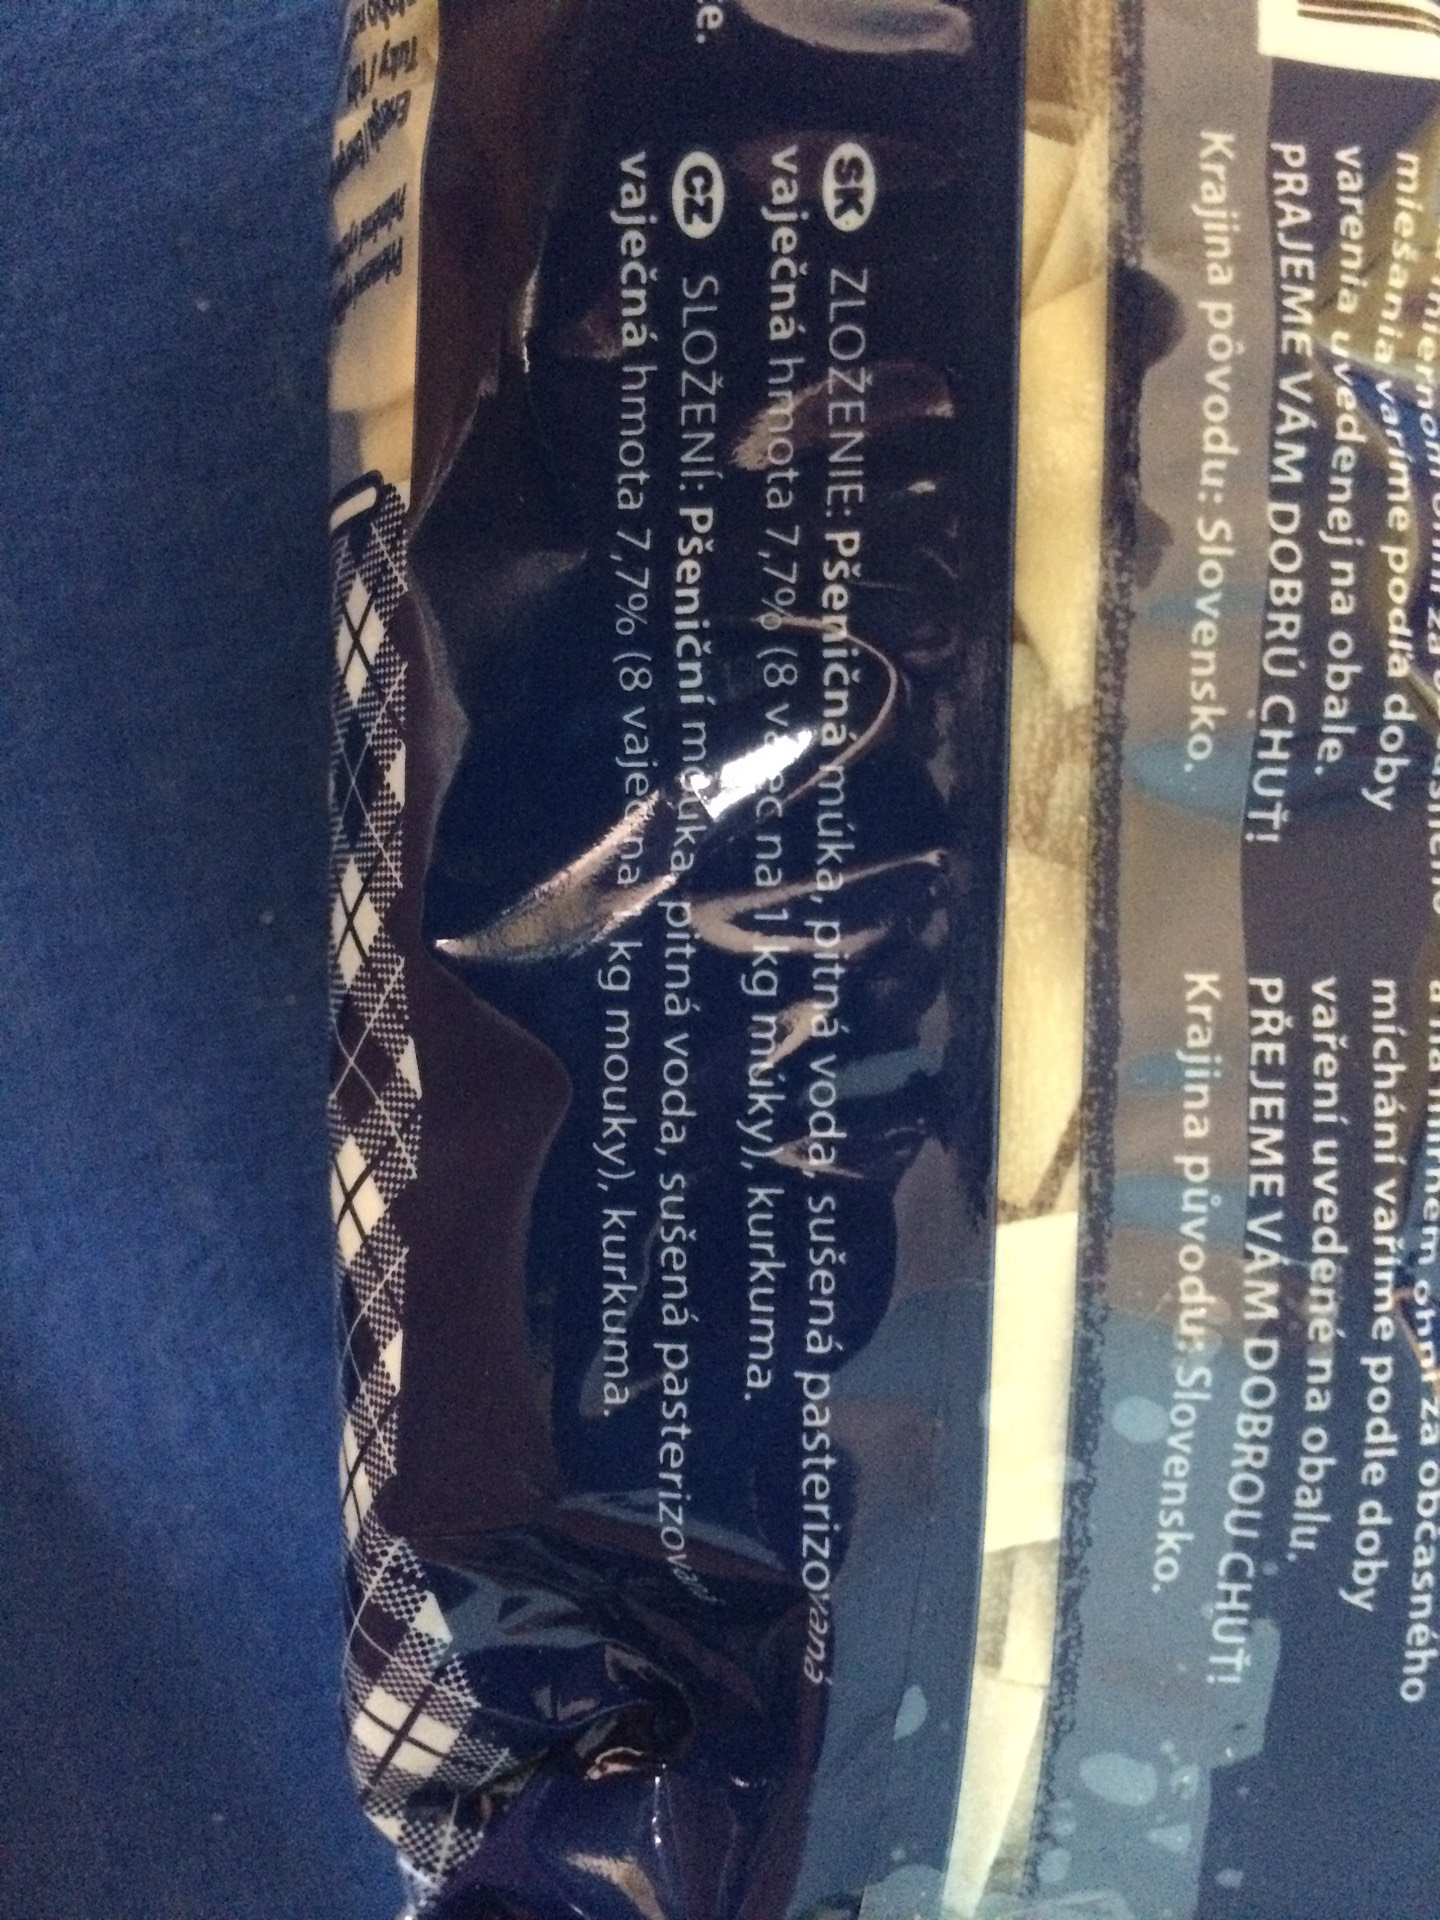 miešania varíme podľa doby
varenia uvedenej na obale.
PRAJEME VÁM DOBRÚ CHUŤ!
Krajina pôvodu: Slovensko.
míchání vaříme podle doby
vaření uvedené na obalu.
PŘEJEME VÁM DOBROU CHUŤ!
Krajina původu: Slovensko.
SK ZLOŽENIE: Pšeničná múka, pitná voda, sušená pasterizovaná
vaječná hmota 7,7% (8 vajec na 1 kg múky), kurkuma.
CZ SLOŽENÍ: Pšeniční mouka, pitná voda, sušená
vaječná hmota 7,7% (8 vajec na 1 kg mouky), kurkuma.